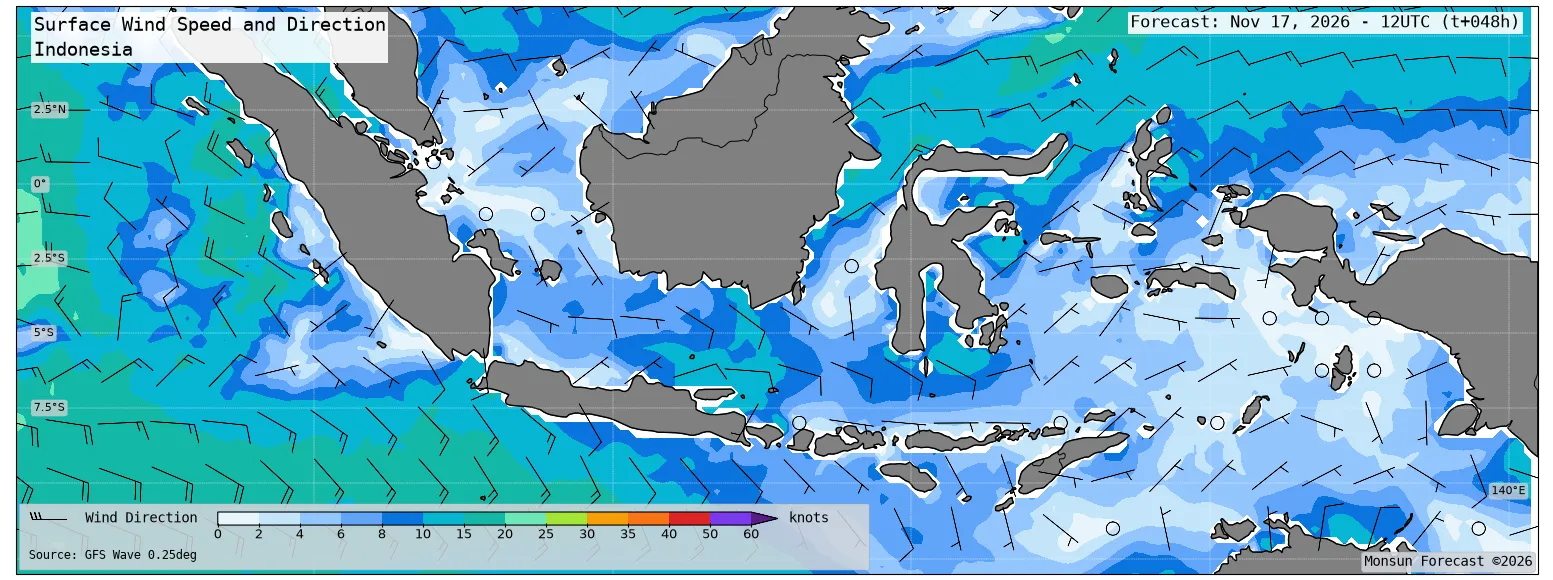 Surface Wind Speed and Direction
Indonesia
Forecast: Nov 17, 2026 - 12UTC (t+048h)
2.5°N
0°
2.5°S
5°S
7.5°S
140°E
Wind Direction
0 2 4 6 8 10 15 20 25 30 35 40 50 60
knots
Source: GFS Wave 0.25deg
Monsun Forecast ©2026